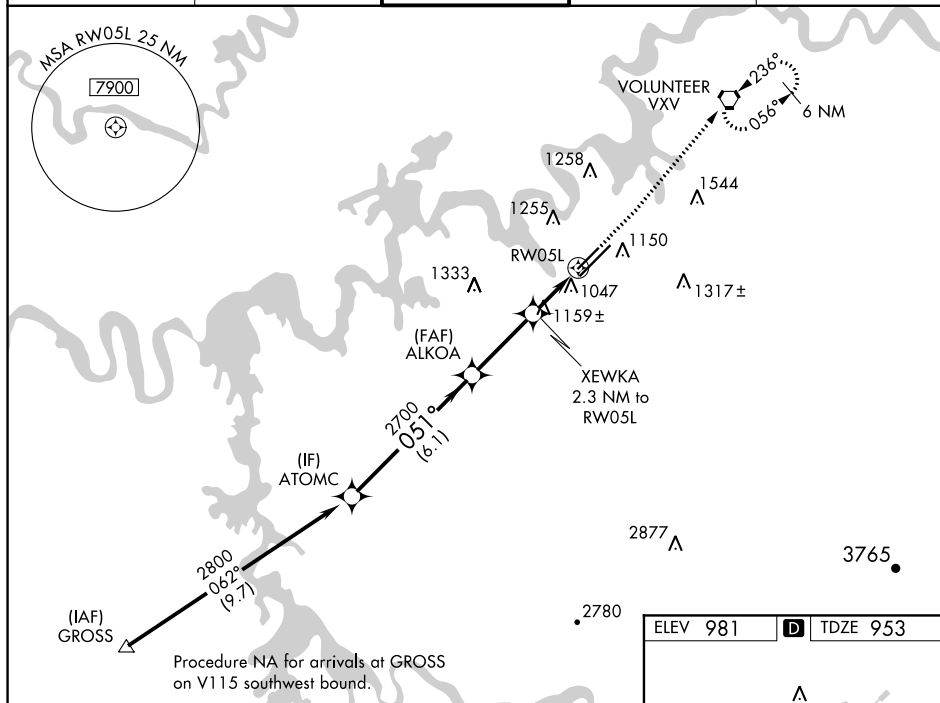 MSA RW05L 25 NM
7900
VOLUNTEER
VXV
236°
056°
6 NM
1258
1544
1255
1150
RW05L
1333
1047
1317±
1159±
(FAF)
ALKOA
XEWKA
2.3 NM to
RW05L
2700
051°
(6.1)
(IF)
ATOMC
2877
3765
2800
062°
(9.7)
(IAF)
GROSS
2780
Procedure NA for arrivals at GROSS
on V115 southwest bound.
ELEV 981 D TDZE 953